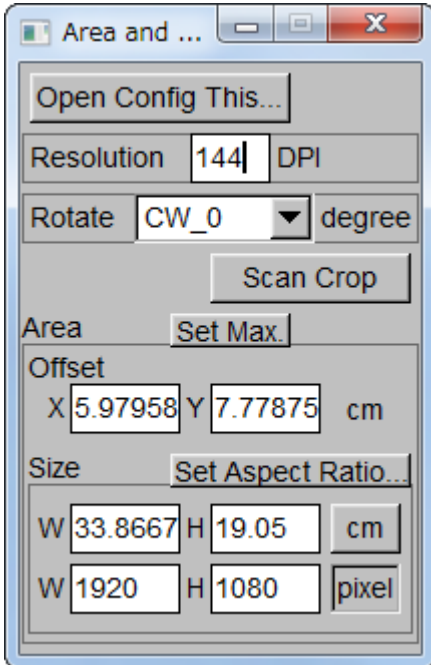 Area and ...
Open Config This...
Resolution 144 DPI
Rotate CW_0 degree
Scan Crop
Area Set Max.
Offset
X 5.97958 Y 7.77875 cm
Size Set Aspect Ratio...
W 33.8667 H 19.05 cm
W 1920 H 1080 pixel